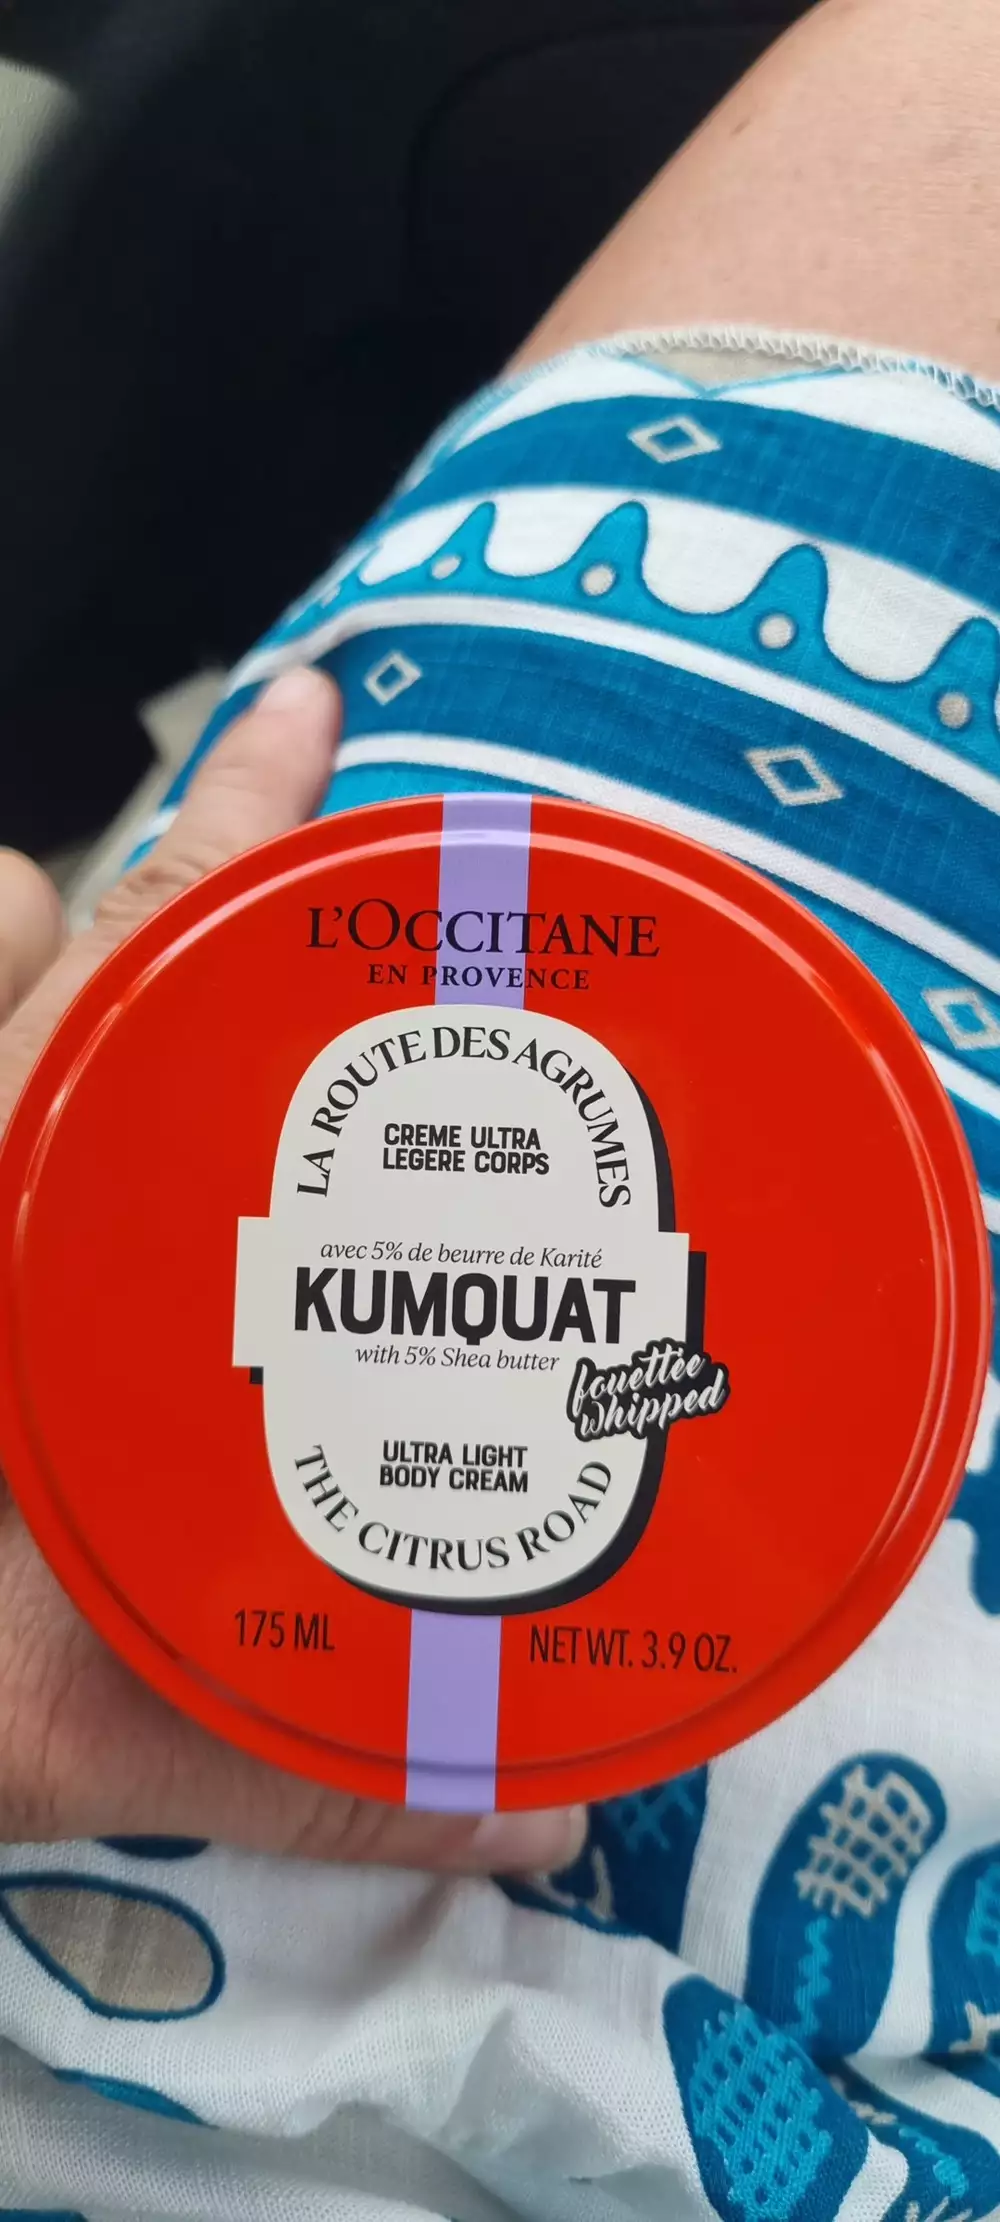 L'OCCITANE
EN PROVENCE
LA ROUTE DES AGRUMES
CREME ULTRA
LEGERE CORPS
avec 5% de beurre de Karité
KUMQUAT
with 5% Shea butter
fouettée
whipped
ULTRA LIGHT
BODY CREAM
THE CITRUS ROAD
175 ML
NET WT. 3.9 OZ.